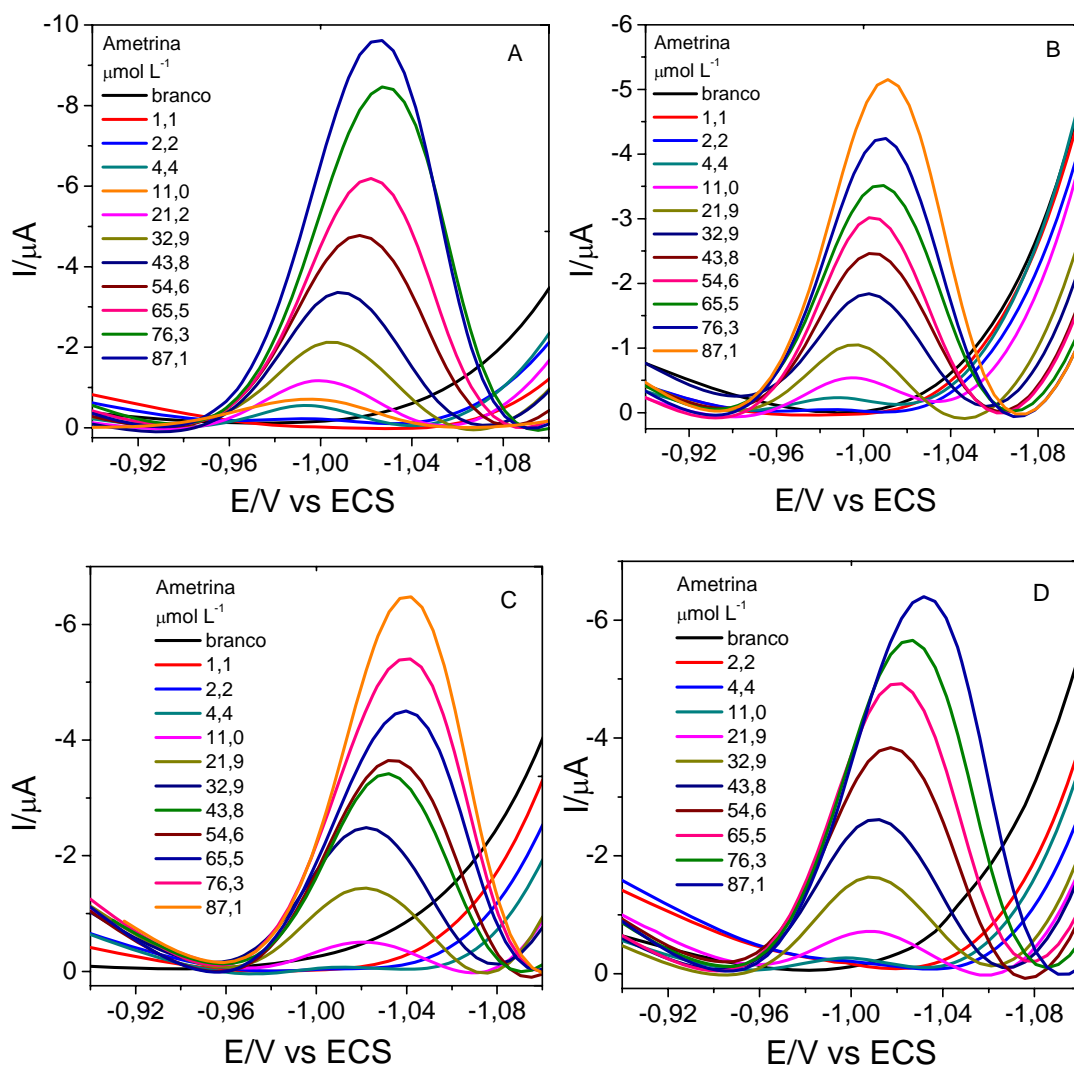 A
Ametrina
μmol L⁻¹
branco
1,1
2,2
4,4
11,0
21,2
32,9
43,8
54,6
65,5
76,3
87,1
-10
-8
-6
-4
-2
0
I/μA
-0,92 -0,96 -1,00 -1,04 -1,08
E/V vs ECS
B
Ametrina
μmol L⁻¹
branco
1,1
2,2
4,4
11,0
21,9
32,9
43,8
54,6
65,5
76,3
87,1
-6
-5
-4
-3
-2
-1
0
I/μA
-0,92 -0,96 -1,00 -1,04 -1,08
E/V vs ECS
C
Ametrina
μmol L⁻¹
branco
1,1
2,2
4,4
11,0
21,9
32,9
43,8
54,6
65,5
76,3
87,1
-6
-4
-2
0
I/μA
-0,92 -0,96 -1,00 -1,04 -1,08
E/V vs ECS
D
Ametrina
μmol L⁻¹
branco
2,2
4,4
11,0
21,9
32,9
43,8
54,6
65,5
76,3
87,1
-6
-4
-2
0
I/μA
-0,92 -0,96 -1,00 -1,04 -1,08
E/V vs ECS